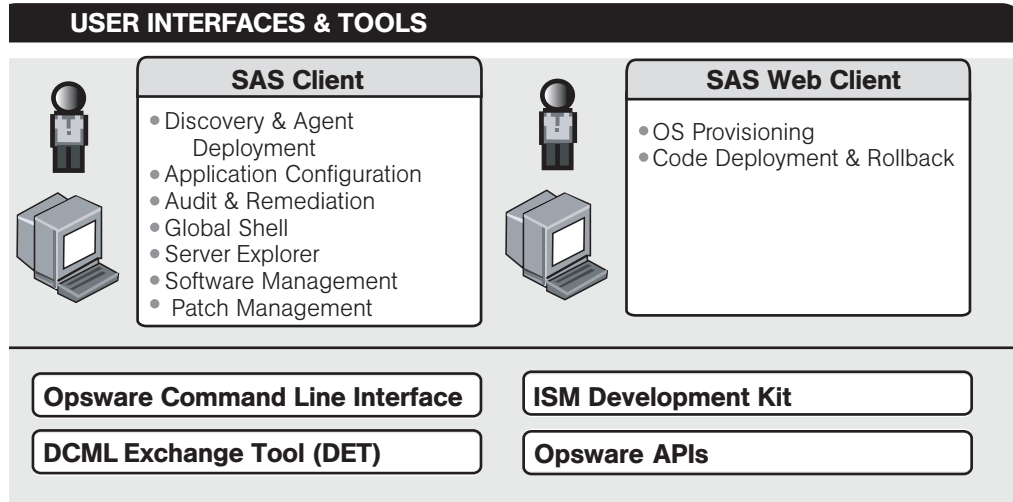 USER INTERFACES & TOOLS
SAS Client
Discovery & Agent
Deployment
Application Configuration
Audit & Remediation
Global Shell
Server Explorer
Software Management
Patch Management
SAS Web Client
OS Provisioning
Code Deployment & Rollback
Opsware Command Line Interface
ISM Development Kit
DCML Exchange Tool (DET)
Opsware APIs